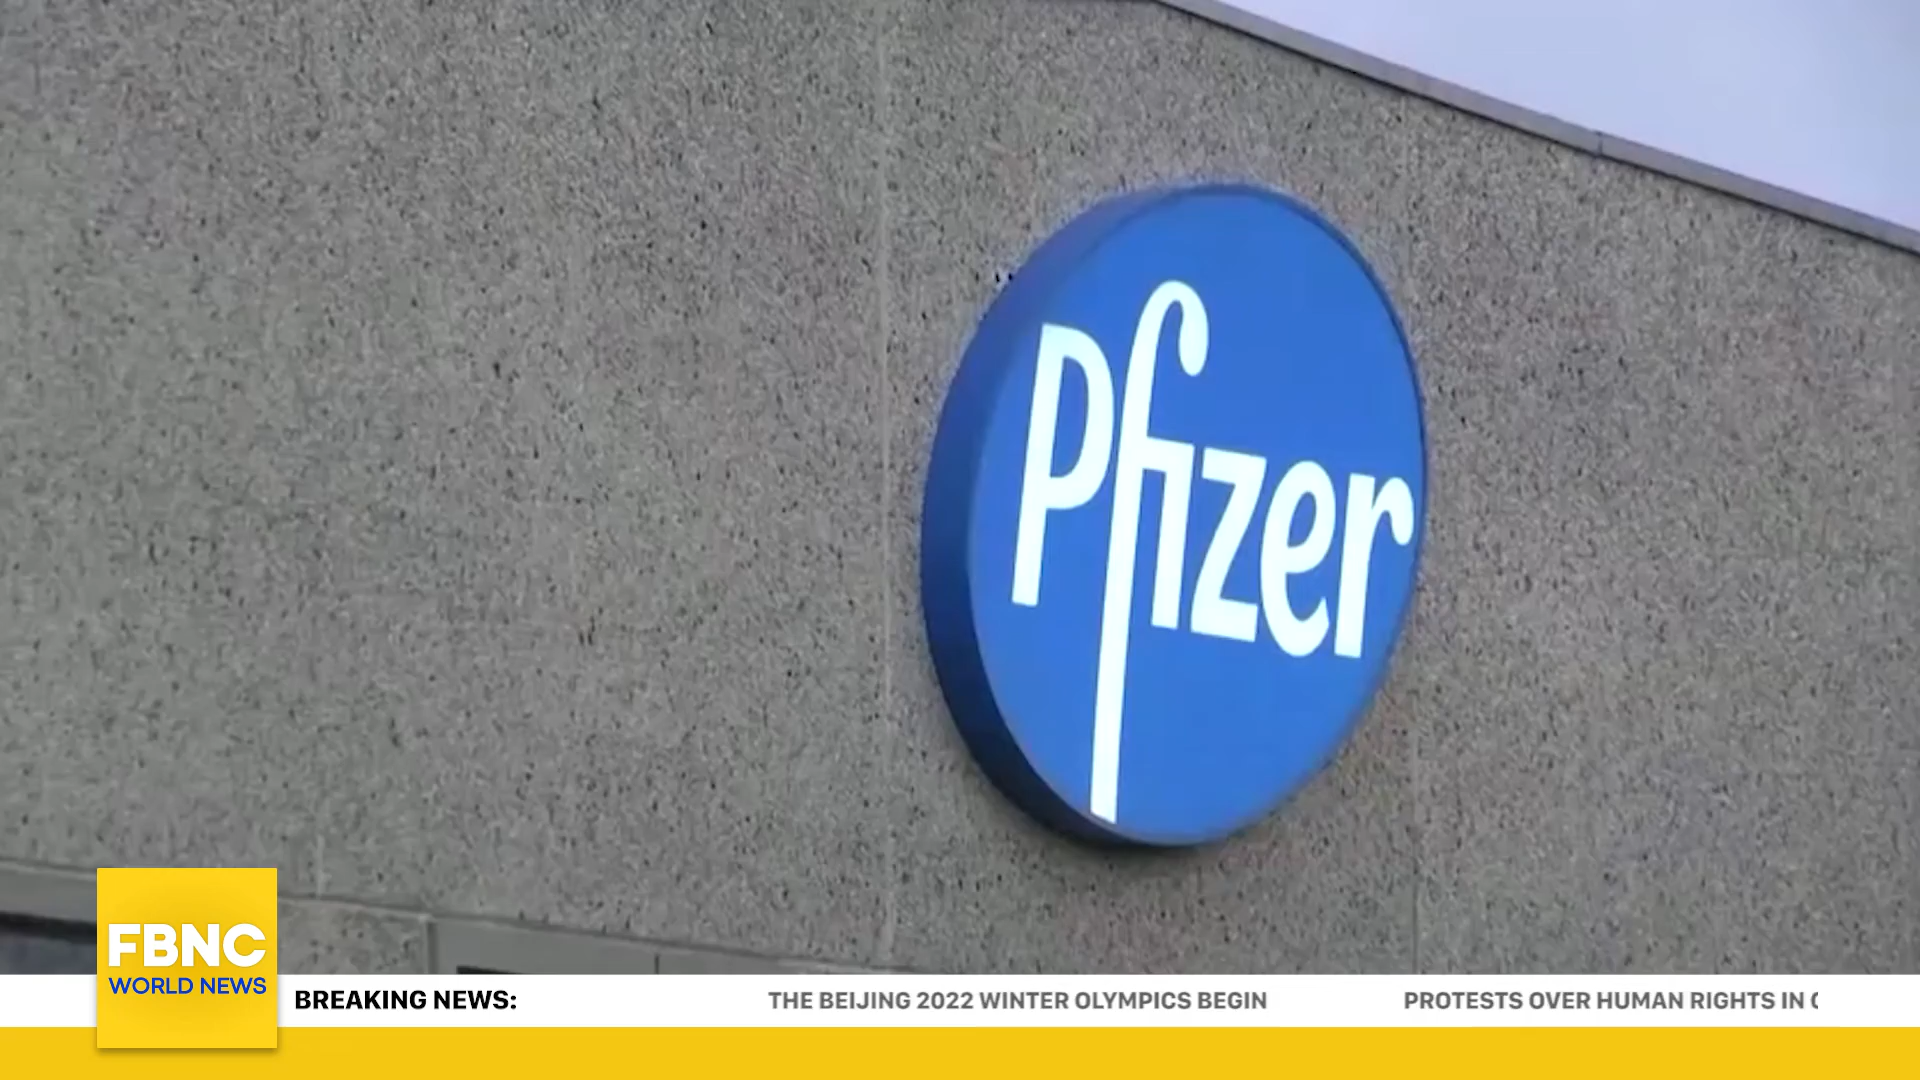 Pfizer
FBNC
WORLD NEWS
BREAKING NEWS:
THE BEIJING 2022 WINTER OLYMPICS BEGIN
PROTESTS OVER HUMAN RIGHTS IN